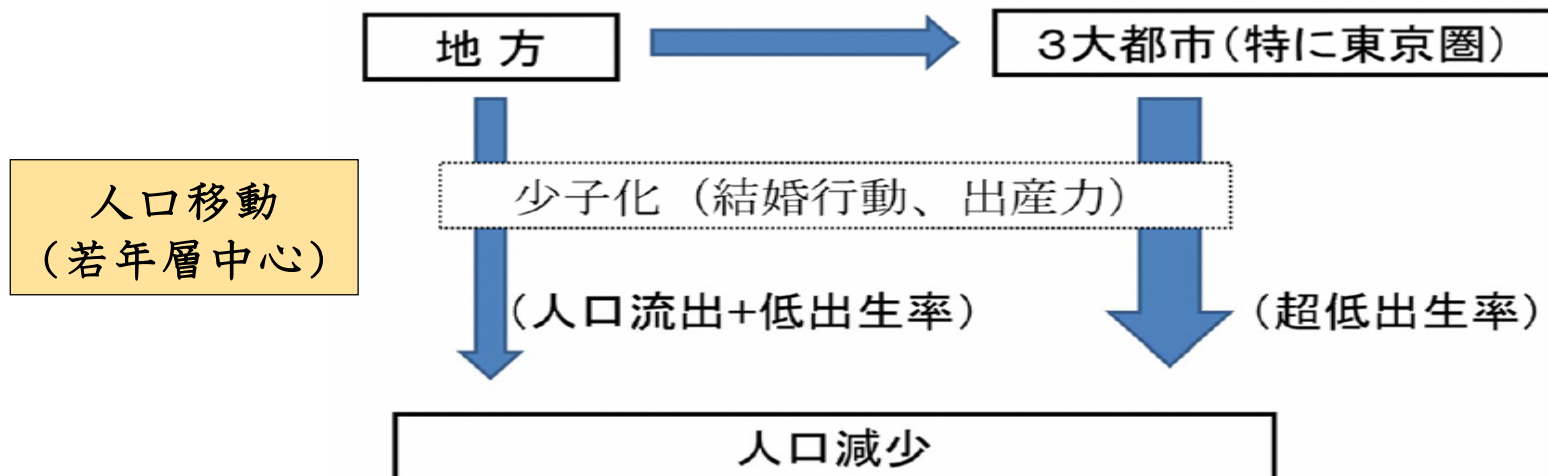 地方
3大都市(特に東京圏)
人口移動
(若年層中心)
少子化(結婚行動、出産力)
(人口流出+低出生率)
(超低出生率)
人口減少